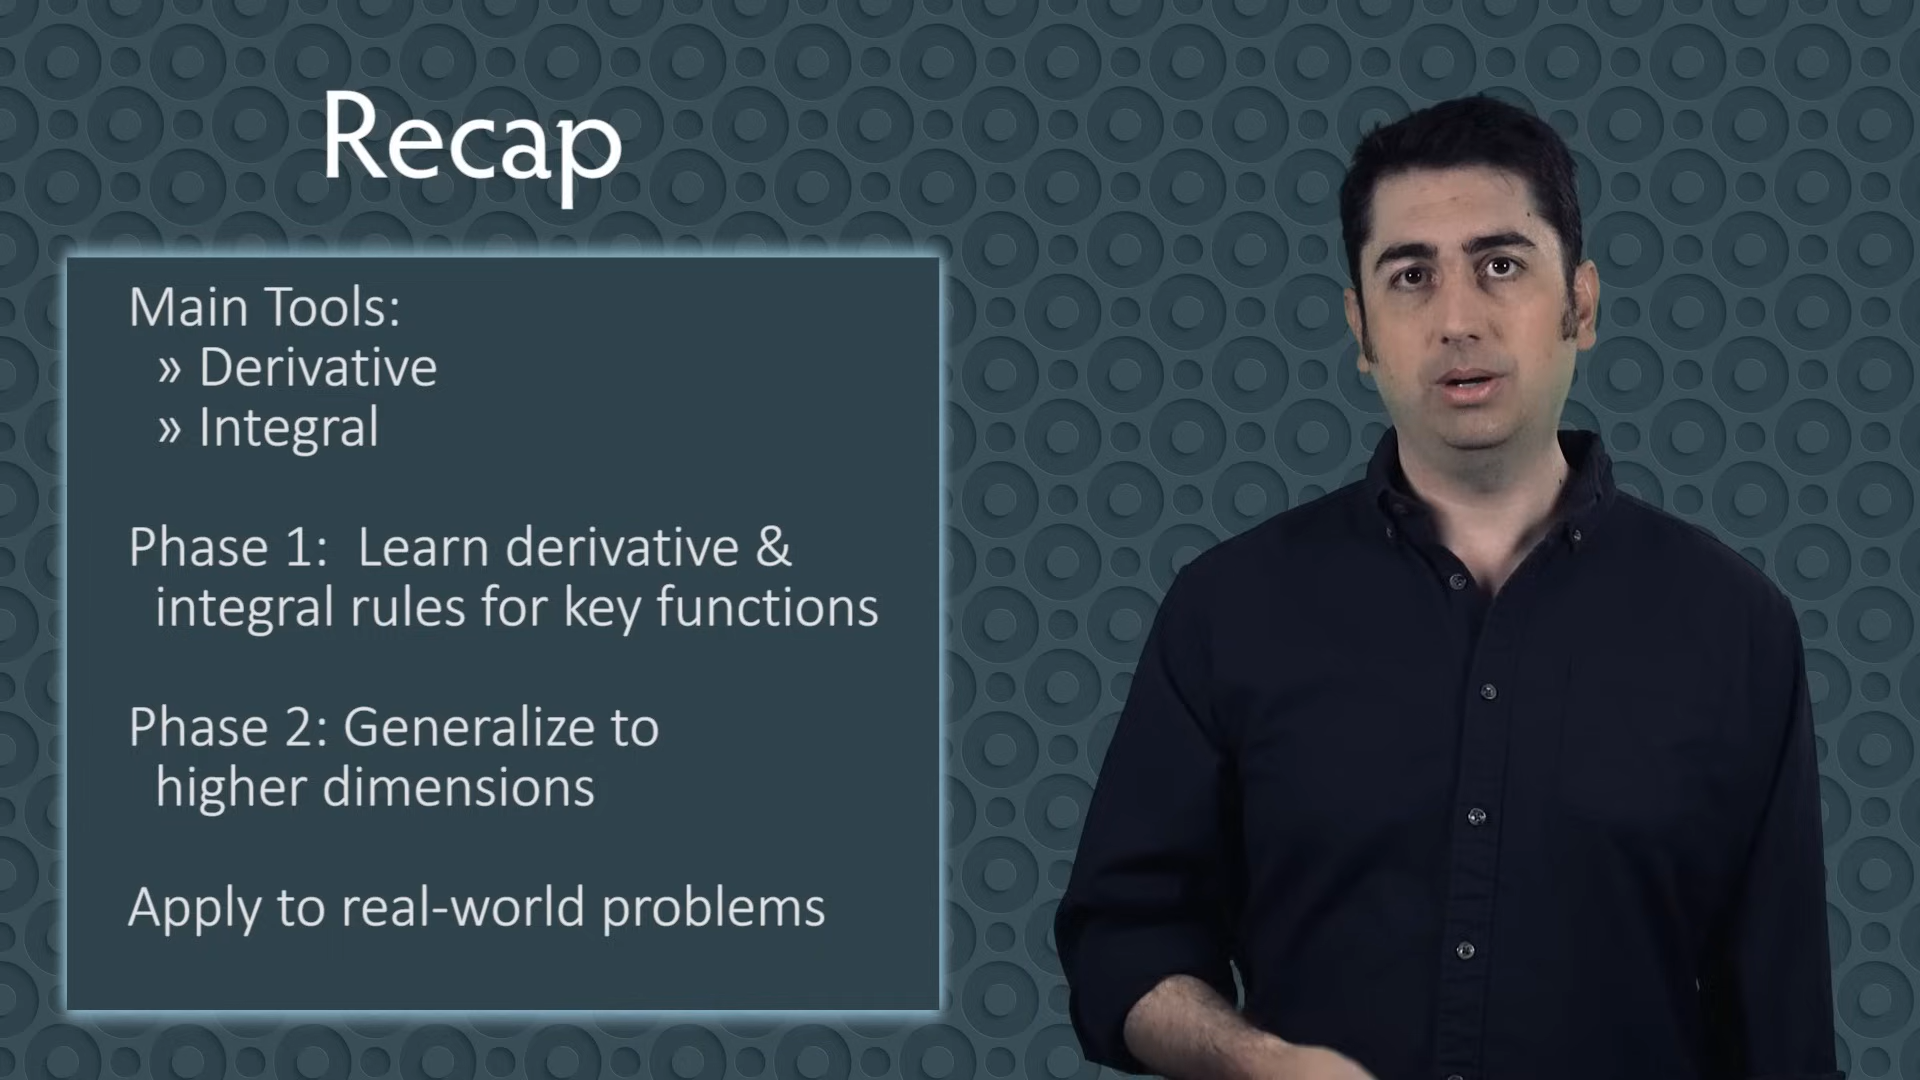 Recap
Main Tools:
» Derivative
» Integral
Phase 1: Learn derivative &
integral rules for key functions
Phase 2: Generalize to
higher dimensions
Apply to real-world problems